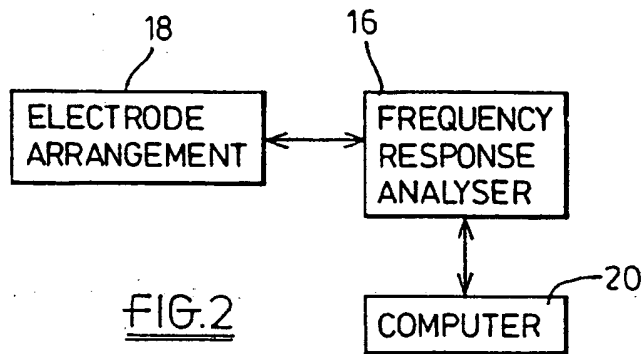 18
16
ELECTRODE
ARRANGEMENT
FREQUENCY
RESPONSE
ANALYSER
20
COMPUTER
FIG.2